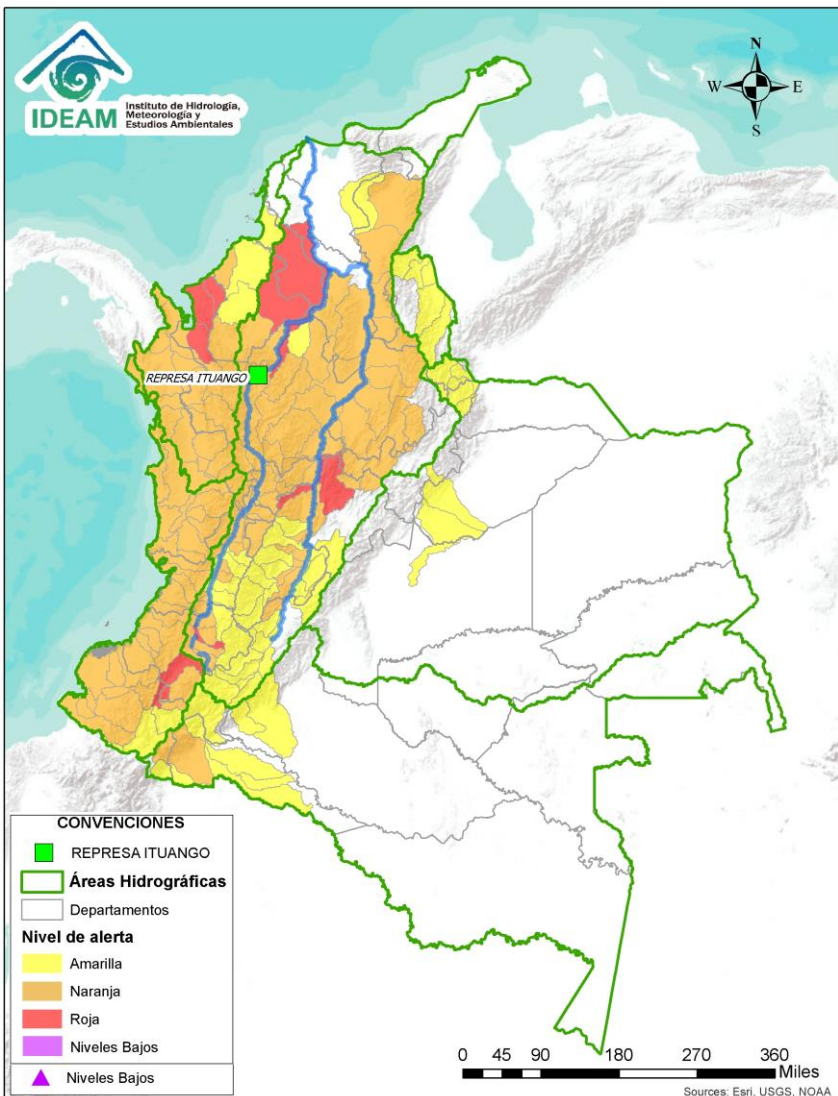 IDEAM
Instituto de Hidrología,
Meteorología y
Estudios Ambientales
N
W
E
S
REPRESA ITUANGO
CONVENCIONES
REPRESA ITUANGO
Áreas Hidrográficas
Departamentos
Nivel de alerta
Amarilla
Naranja
Roja
Niveles Bajos
Niveles Bajos
0 45 90 180 270 360
Miles
Sources: Esri, USGS, NOAA